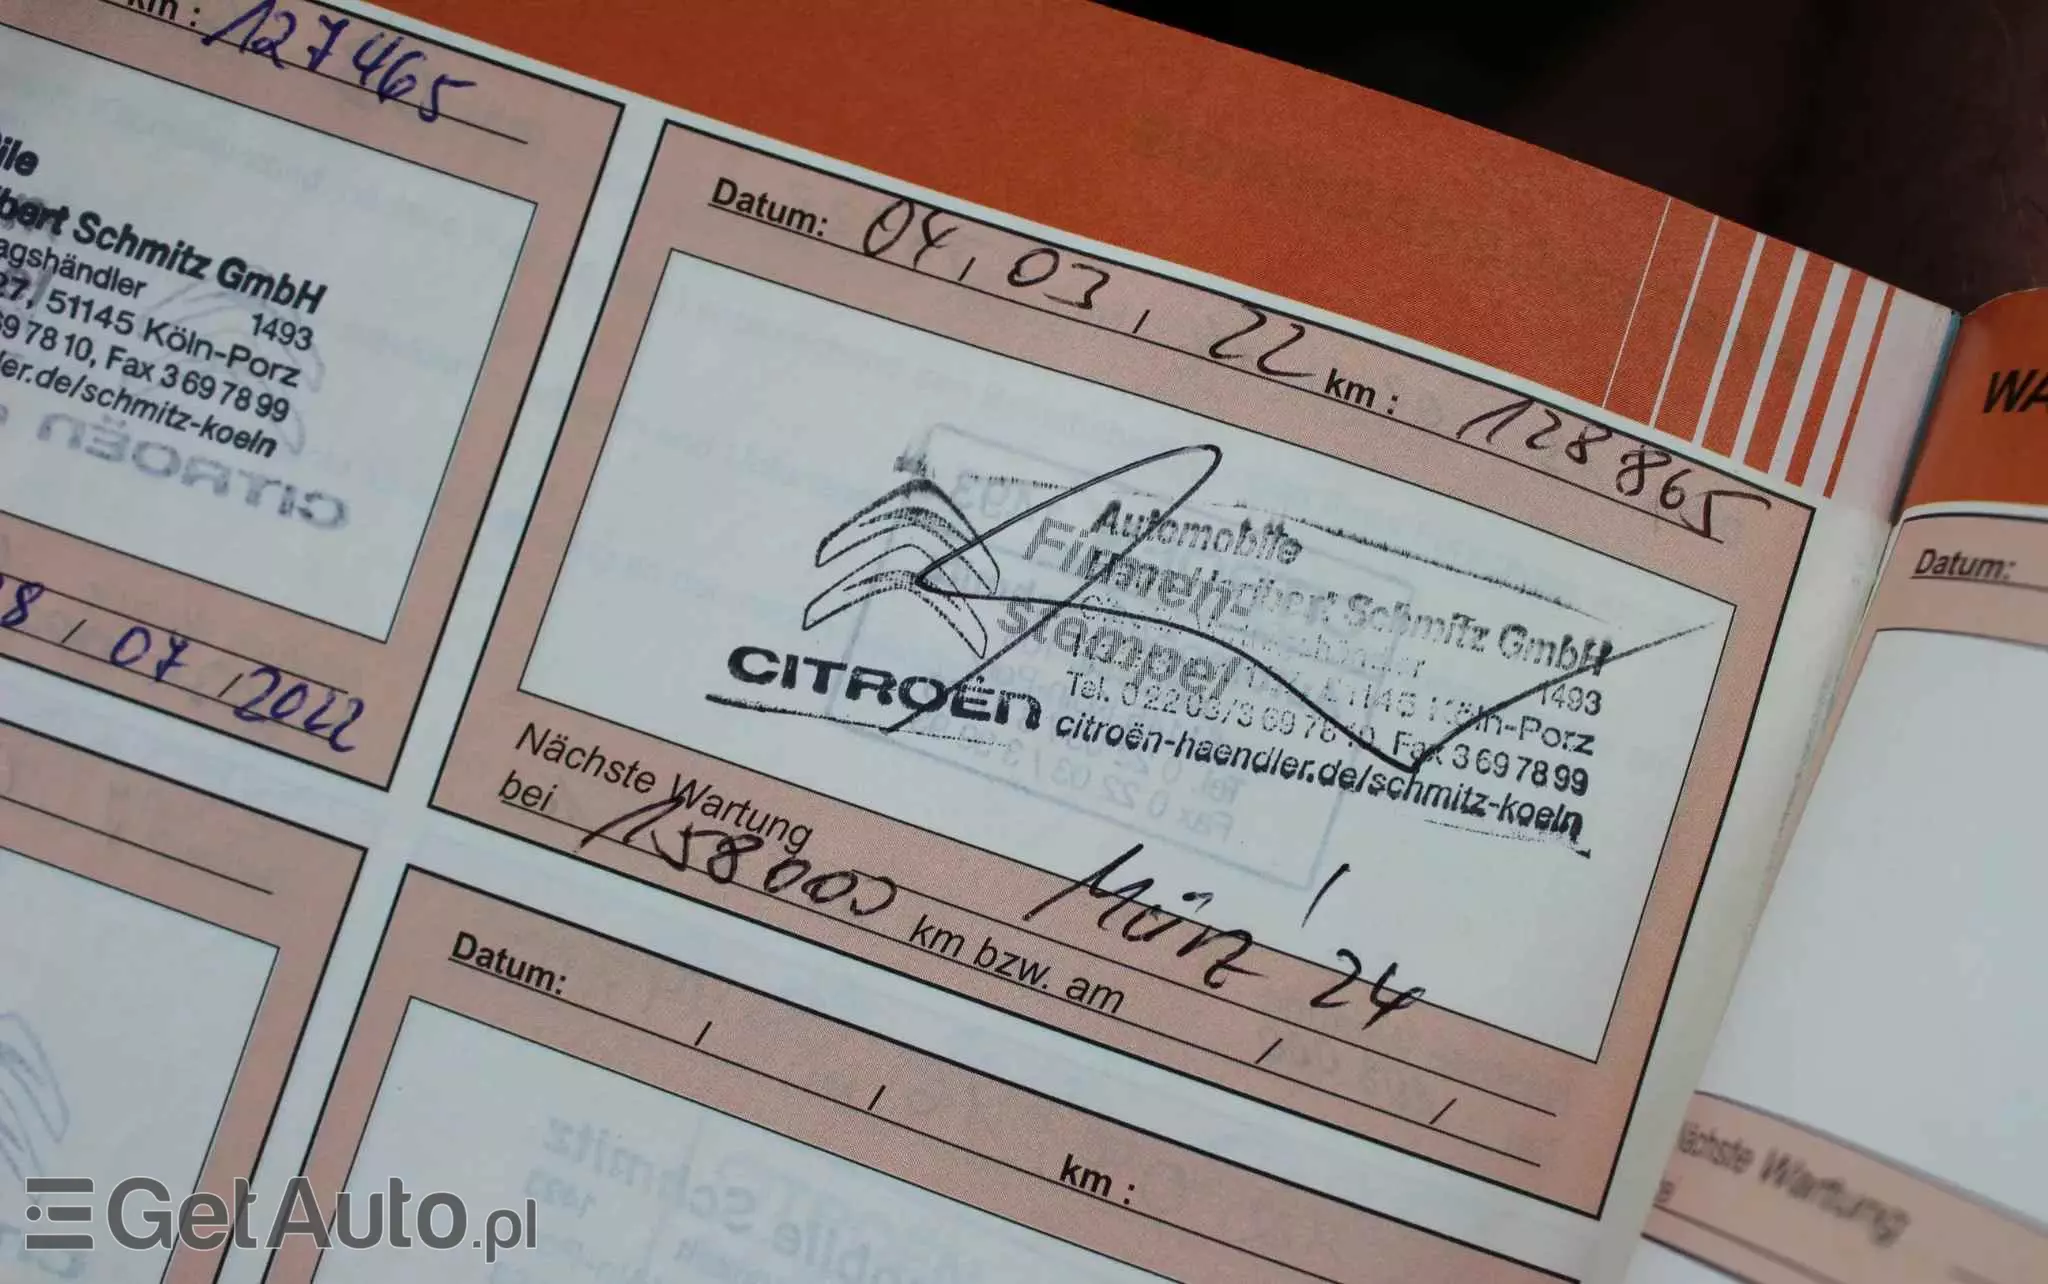 km : 127465
ile
bert Schmitz GmbH
agshändler 1493
27, 51145 Köln-Porz
69 78 10, Fax 3 69 78 99
ler.de/schmitz-koeln
CITROËN
8 / 07 / 2022
Datum: 04 / 03 / 22 km : 128865
Automobile
Firmen
stempel
bert Schmitz GmbH
1493
51145 Köln-Porz
Tel. 0 22 03/3 69 78 10, Fax 3 69 78 99
citroën-haendler.de/schmitz-koeln
CITROËN
Nächste Wartung
bei 158000 km bzw. am März / 24
Datum: / /
km :
WA
Datum:
ächste Wartung
GetAuto.pl